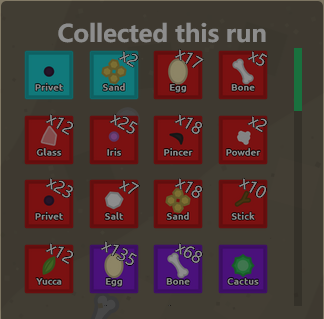 Collected this run
x2 x17 x5
Privet Sand Egg Bone
x12 x25 x18 x2
Glass Iris Pincer Powder
x23 x7 x18 x10
Privet Salt Sand Stick
x12 x135 x68
Yucca Egg Bone Cactus